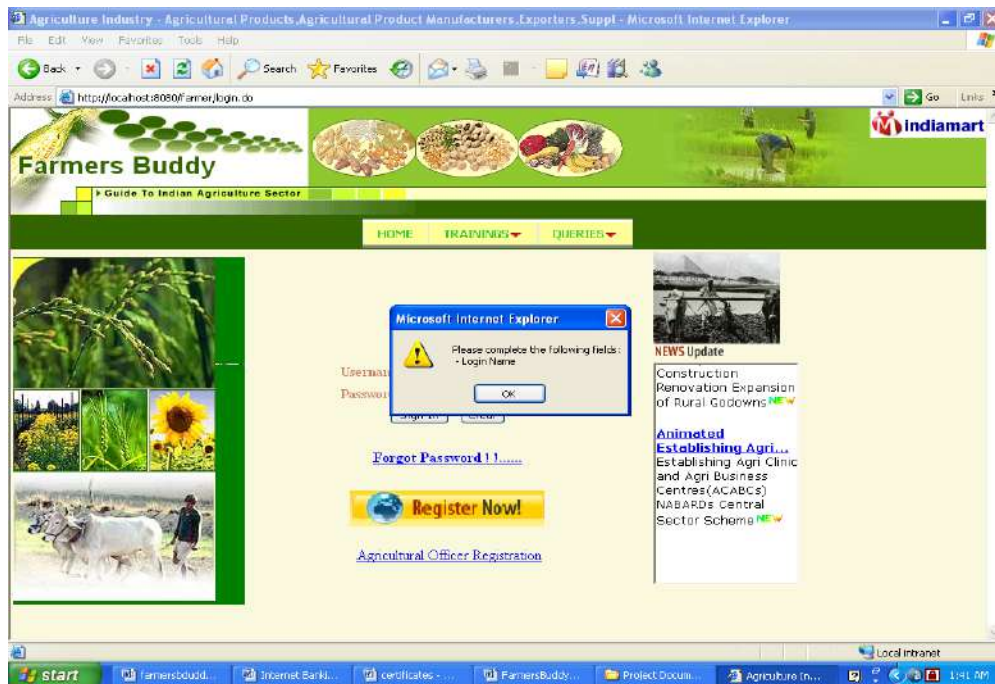 Agriculture Industry - Agricultural Products,Agricultural Product Manufacturers,Exporters,Suppl - Microsoft Internet Explorer
File Edit View Favorites Tools Help
Back Search Favorites
Address http://localhost:8080/Farmer/login.do Go Links
Farmers Buddy
indiamart
Guide To Indian Agriculture Sector
HOME TRAININGS QUERIES
Microsoft Internet Explorer
Please complete the following fields:
- Login Name
OK
Sign In Clear
Forgot Password !!......
Register Now!
Agricultural Officer Registration
NEWS Update
Construction
Renovation Expansion
of Rural Godowns NEW
Animated
Establishing Agri...
Establishing Agri Clinic
and Agri Business
Centres(ACABCs)
NABARDs Central
Sector Scheme NEW
Local intranet
start farmersbdudd... Internet Banki... certificates - ... FarmersBuddy... Project Docum... Agriculture In... 1:41 AM